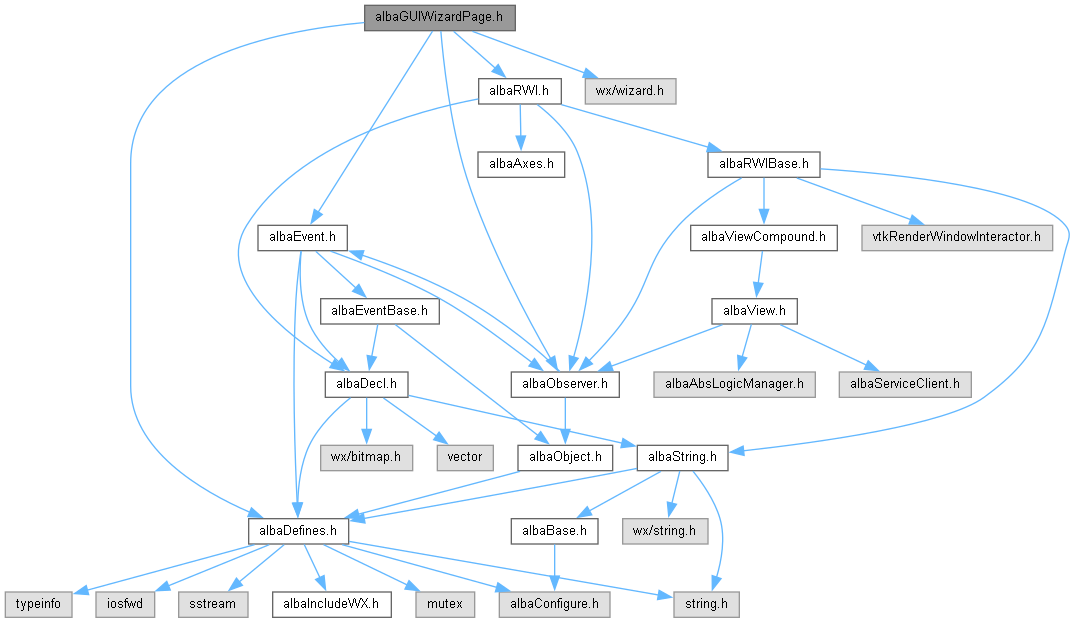 albaGUIWizardPage.h
albaRWI.h
wx/wizard.h
albaAxes.h
albaRWIBase.h
albaEvent.h
albaViewCompound.h
vtkRenderWindowInteractor.h
albaEventBase.h
albaView.h
albaDecl.h
albaObserver.h
albaAbsLogicManager.h
albaServiceClient.h
wx/bitmap.h
vector
albaObject.h
albaString.h
albaDefines.h
albaBase.h
wx/string.h
typeinfo
iosfwd
sstream
albaIncludeWX.h
mutex
albaConfigure.h
string.h